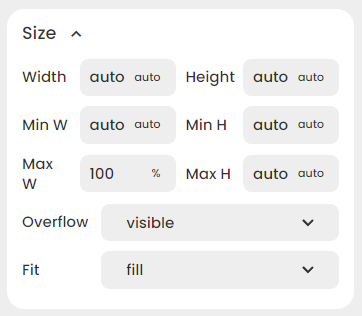 Size
Width auto auto Height auto auto
Min W auto auto Min H auto auto
Max
W 100 % Max H auto auto
Overflow visible
Fit fill